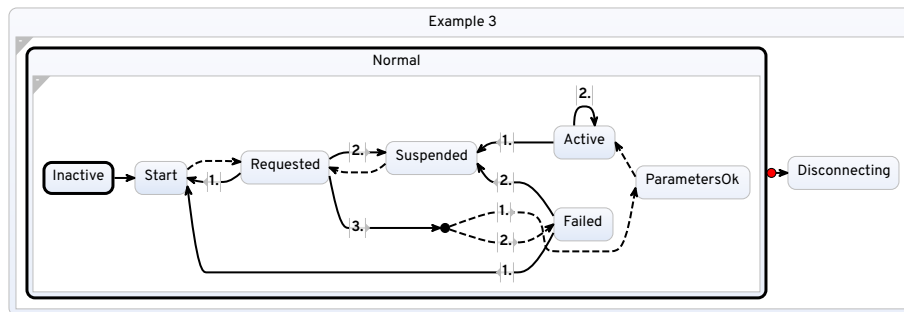 Example 3
Normal
2.
1.
Active
2.
Suspended
Requested
Inactive
Start
1.
2.
ParametersOk
Disconnecting
1.
Failed
3.
2.
1.